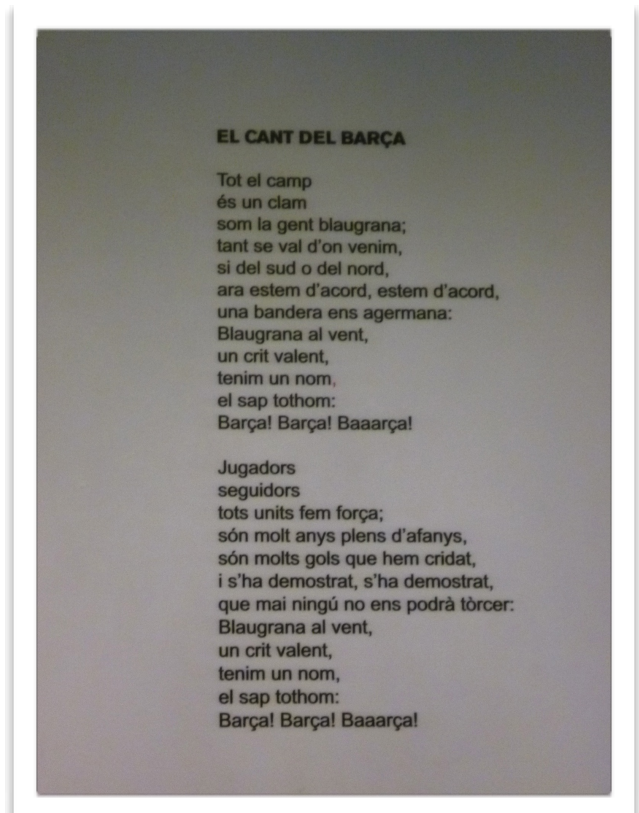 EL CANT DEL BARÇA
Tot el camp
és un clam
som la gent blaugrana;
tant se val d'on venim,
si del sud o del nord,
ara estem d'acord, estem d'acord,
una bandera ens agermana:
Blaugrana al vent,
un crit valent,
tenim un nom,
el sap tothom:
Barça! Barça! Baaarça!
Jugadors
seguidors
tots units fem força;
són molt anys plens d'afanys,
són molts gols que hem cridat,
i s'ha demostrat, s'ha demostrat,
que mai ningú no ens podrà tòrcer:
Blaugrana al vent,
un crit valent,
tenim un nom,
el sap tothom:
Barça! Barça! Baaarça!